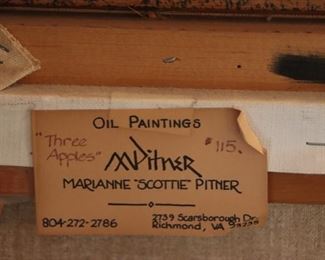 OIL PAINTINGS
"Three Apples"
MPitner
$115.
MARIANNE "SCOTTIE" PITNER
804-272-2786
2739 Scarsborough Dr.
Richmond, VA